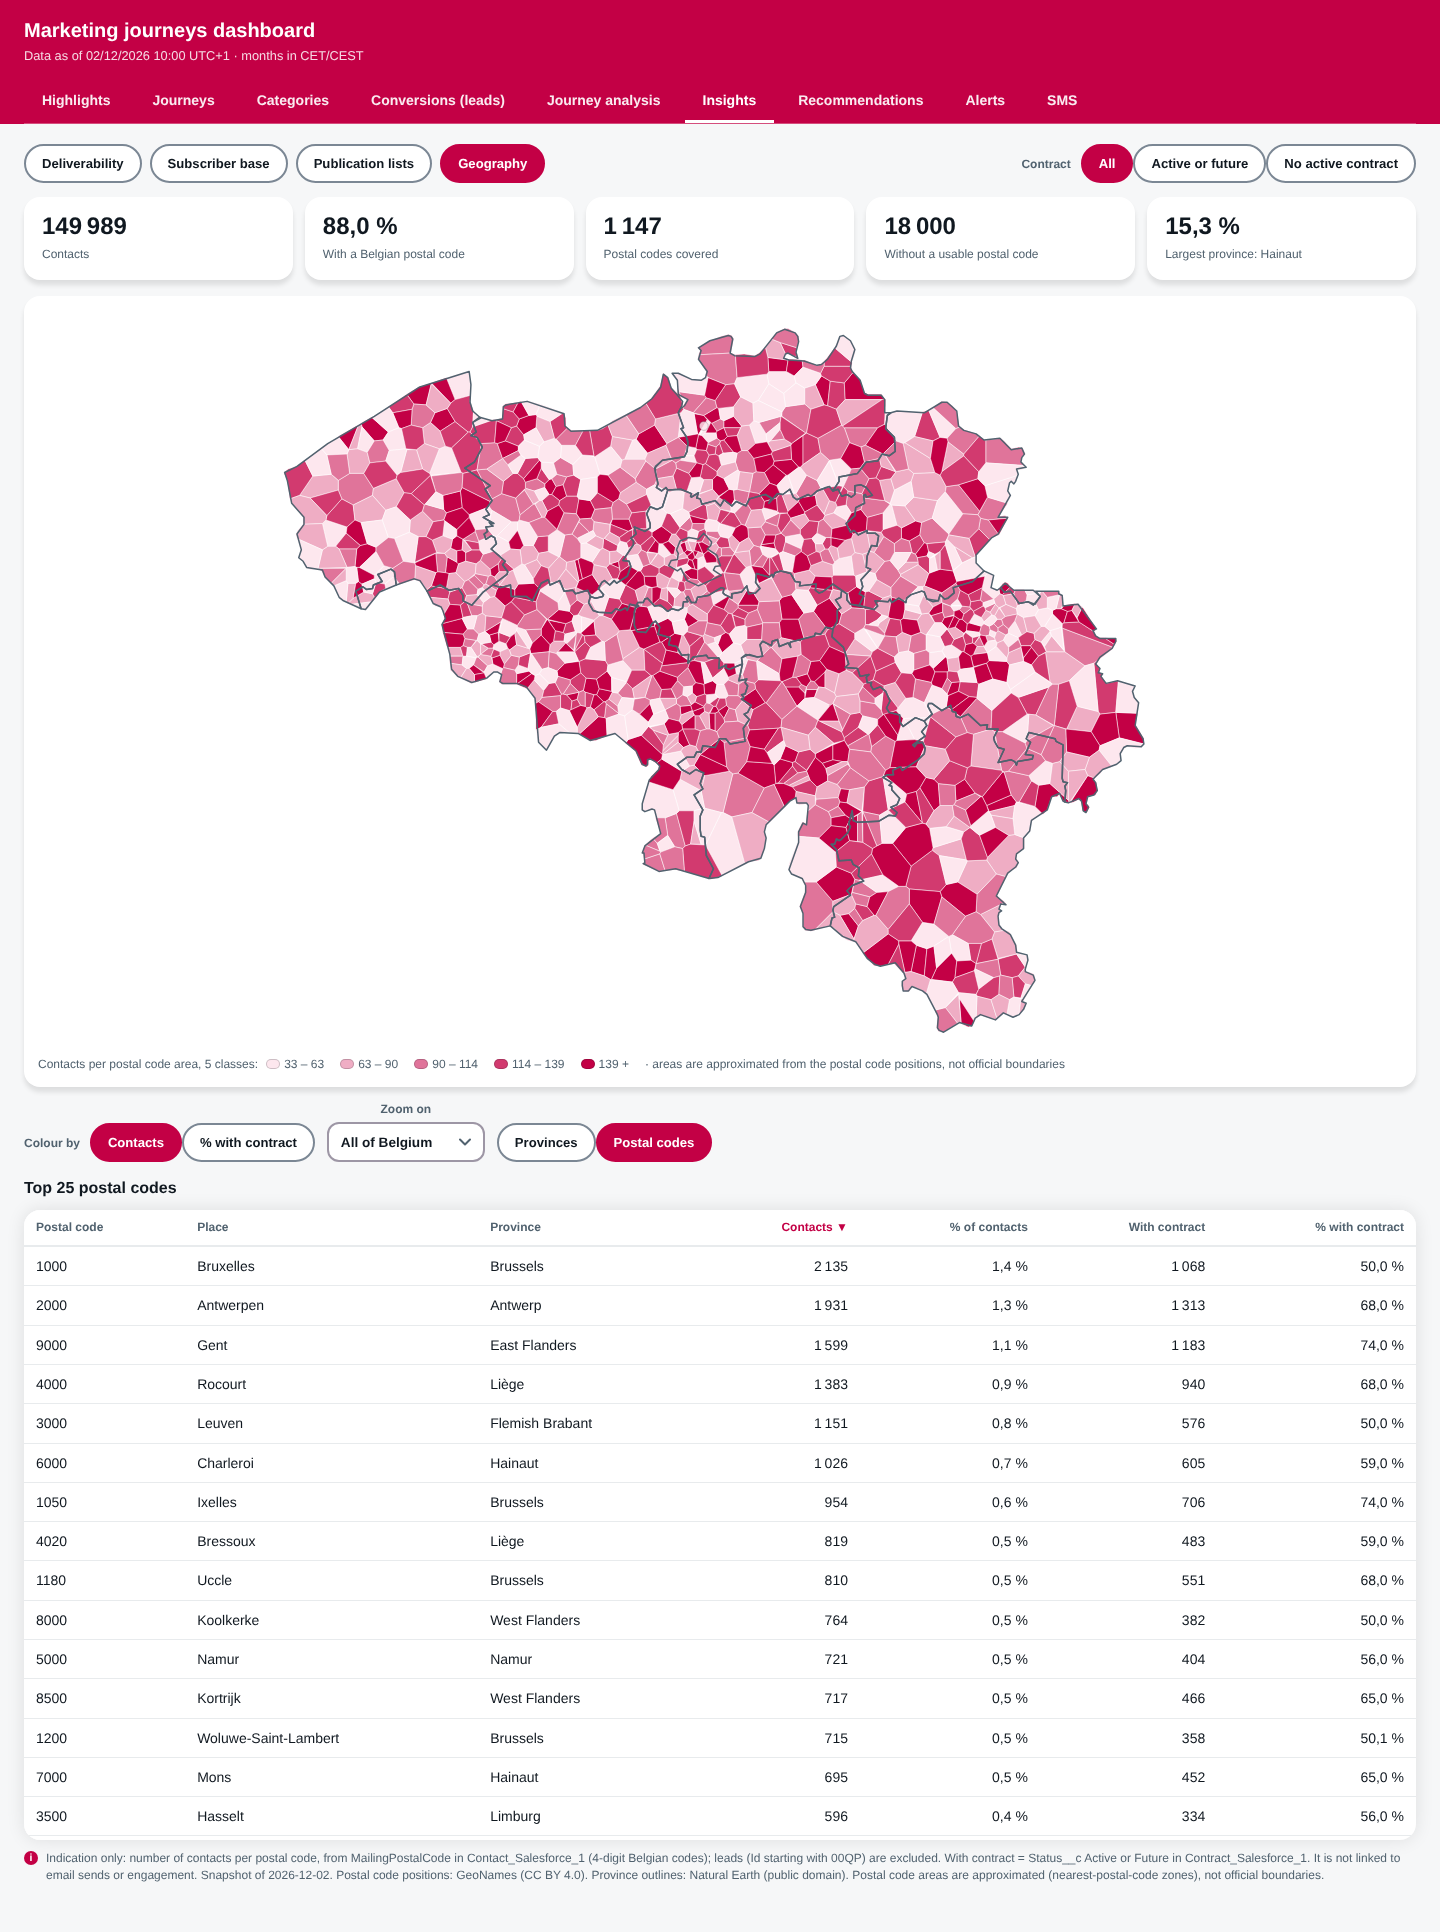 Marketing journeys dashboard
Data as of 02/12/2026 10:00 UTC+1 · months in CET/CEST
Highlights Journeys Categories Conversions (leads) Journey analysis Insights Recommendations Alerts SMS
Deliverability Subscriber base Publication lists Geography Contract All Active or future No active contract
149 989 88,0 % 1 147 18 000 15,3 %
Contacts With a Belgian postal code Postal codes covered Without a usable postal code Largest province: Hainaut
Contacts per postal code area, 5 classes: 33 – 63 63 – 90 90 – 114 114 – 139 139 + · areas are approximated from the postal code positions, not official boundaries
Zoom on
Colour by Contacts % with contract All of Belgium Provinces Postal codes
Top 25 postal codes
Postal code Place Province Contacts ▼ % of contacts With contract % with contract
1000 Bruxelles Brussels 2 135 1,4 % 1 068 50,0 %
2000 Antwerpen Antwerp 1 931 1,3 % 1 313 68,0 %
9000 Gent East Flanders 1 599 1,1 % 1 183 74,0 %
4000 Rocourt Liège 1 383 0,9 % 940 68,0 %
3000 Leuven Flemish Brabant 1 151 0,8 % 576 50,0 %
6000 Charleroi Hainaut 1 026 0,7 % 605 59,0 %
1050 Ixelles Brussels 954 0,6 % 706 74,0 %
4020 Bressoux Liège 819 0,5 % 483 59,0 %
1180 Uccle Brussels 810 0,5 % 551 68,0 %
8000 Koolkerke West Flanders 764 0,5 % 382 50,0 %
5000 Namur Namur 721 0,5 % 404 56,0 %
8500 Kortrijk West Flanders 717 0,5 % 466 65,0 %
1200 Woluwe-Saint-Lambert Brussels 715 0,5 % 358 50,1 %
7000 Mons Hainaut 695 0,5 % 452 65,0 %
3500 Hasselt Limburg 596 0,4 % 334 56,0 %
i Indication only: number of contacts per postal code, from MailingPostalCode in Contact_Salesforce_1 (4-digit Belgian codes); leads (Id starting with 00QP) are excluded. With contract = Status__c Active or Future in Contract_Salesforce_1. It is not linked to
email sends or engagement. Snapshot of 2026-12-02. Postal code positions: GeoNames (CC BY 4.0). Province outlines: Natural Earth (public domain). Postal code areas are approximated (nearest-postal-code zones), not official boundaries.